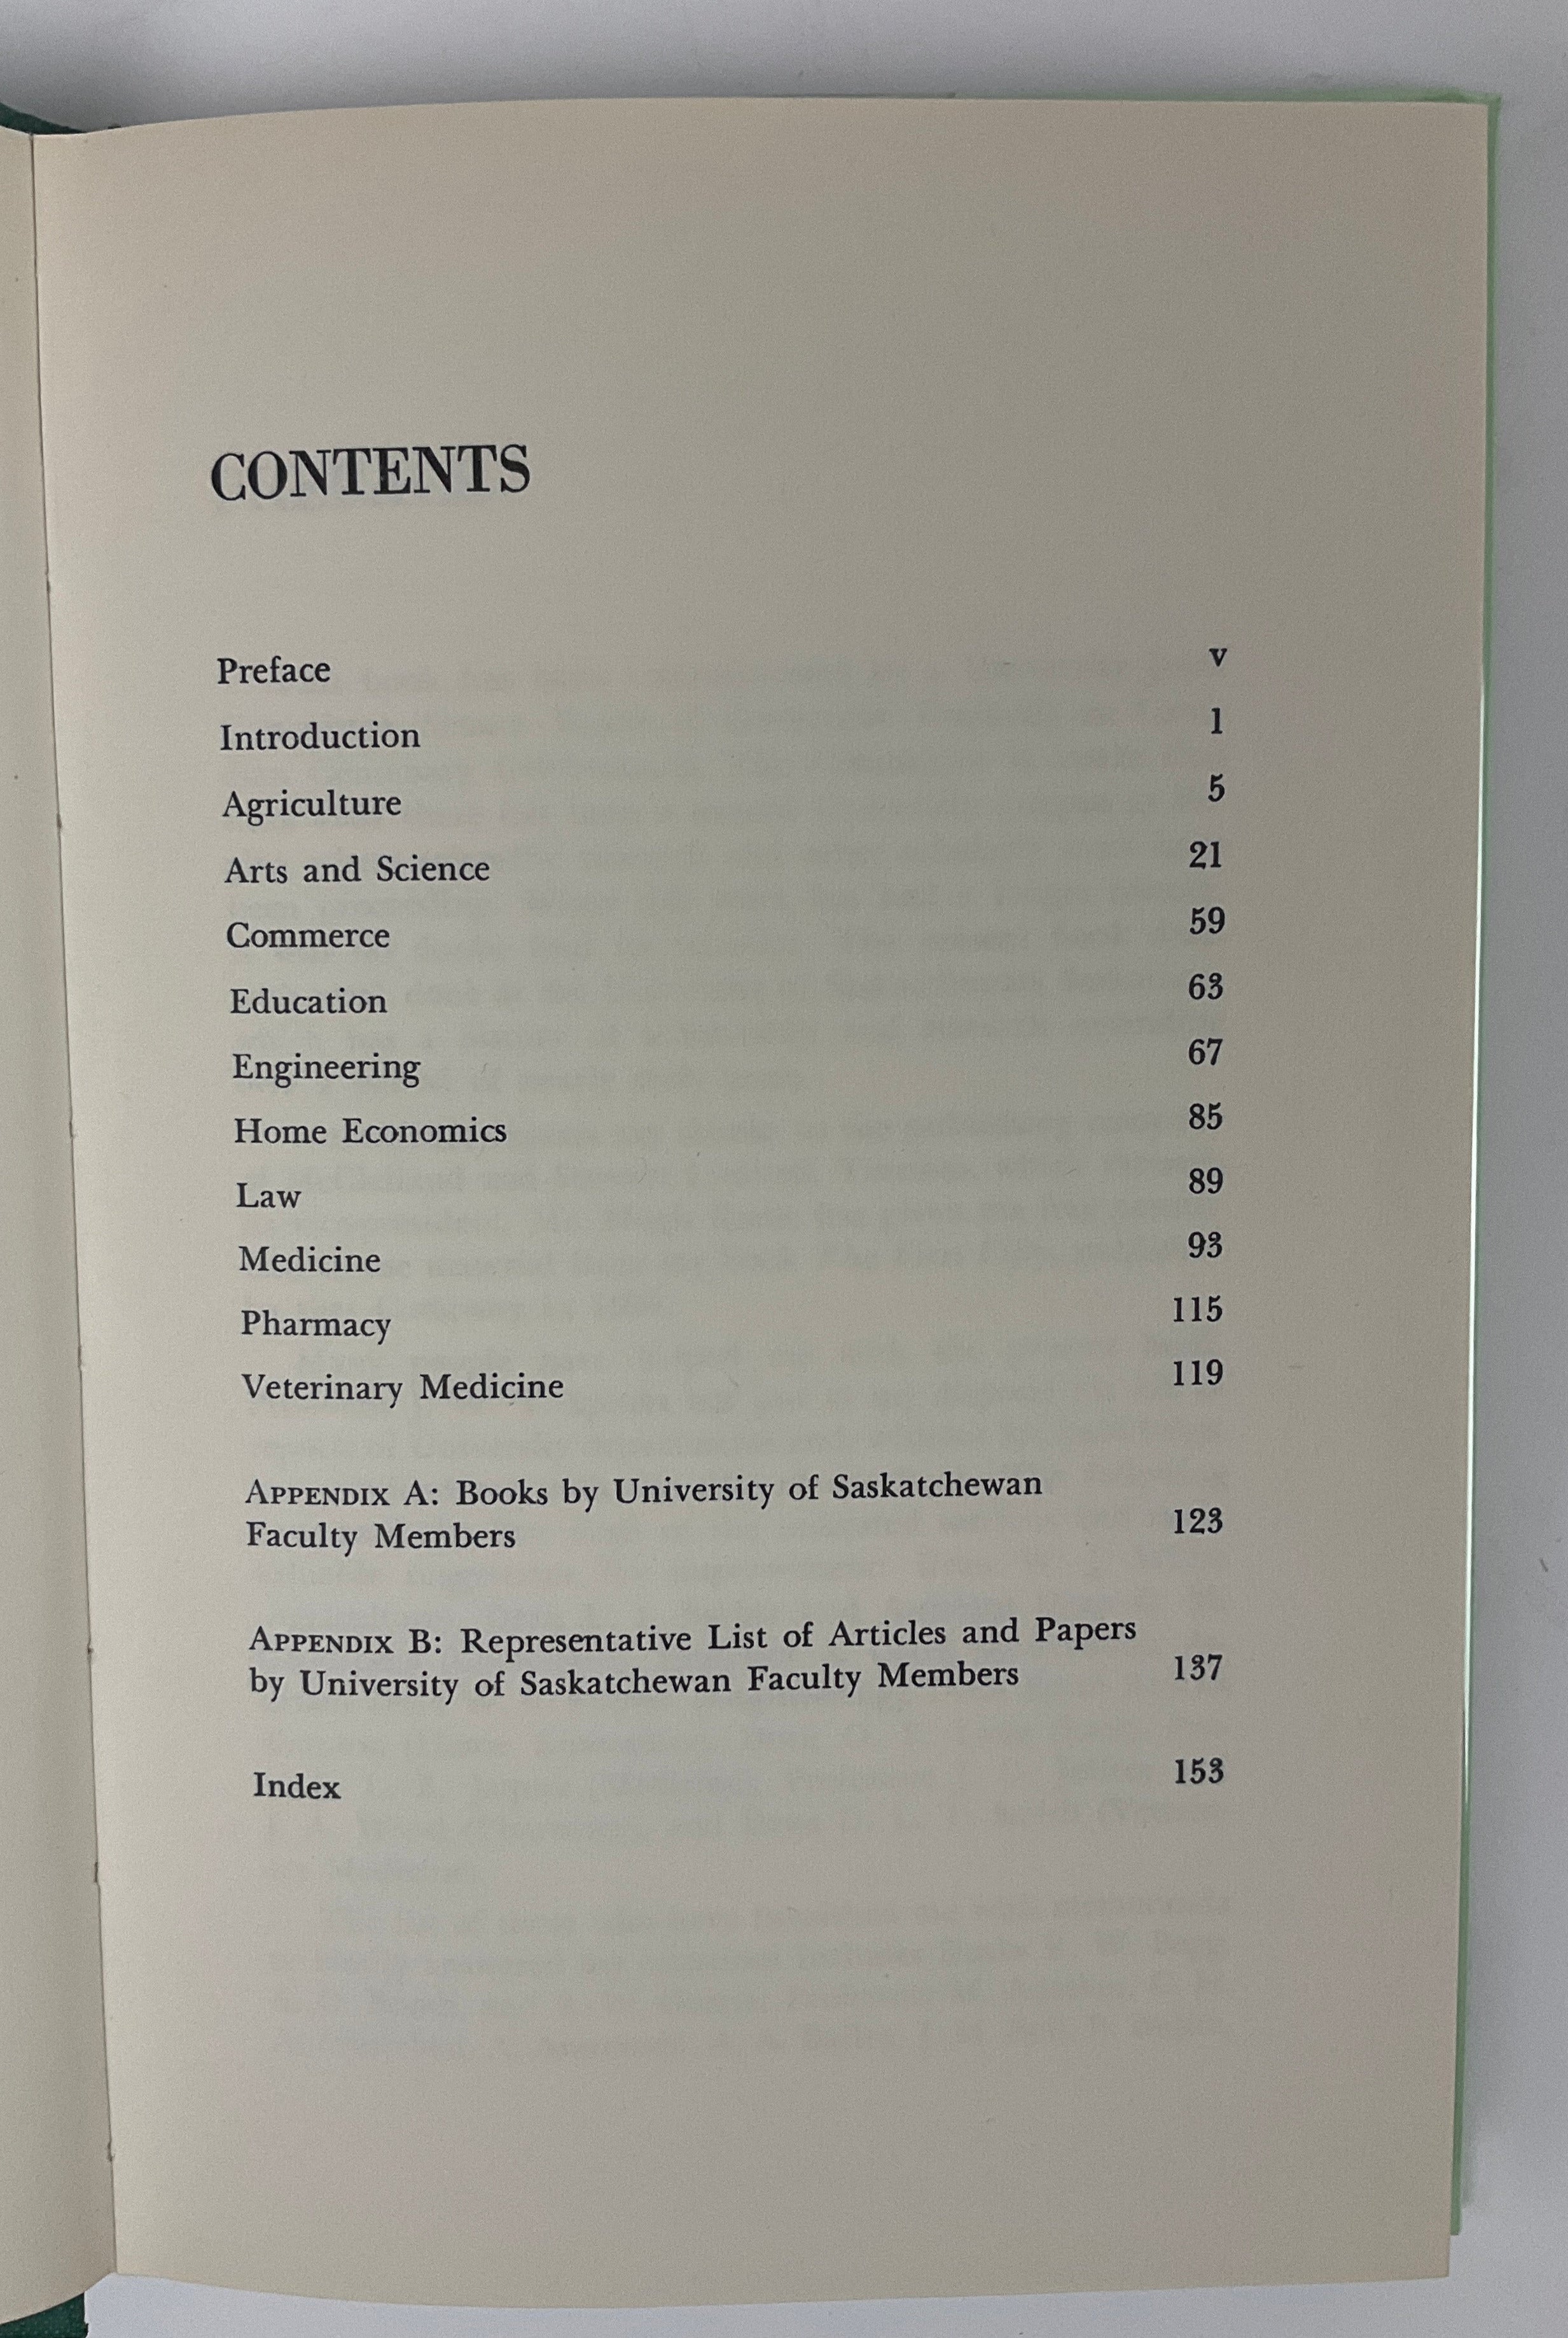 CONTENTS
Preface v
Introduction 1
Agriculture 5
Arts and Science 21
Commerce 59
Education 63
Engineering 67
Home Economics 85
Law 89
Medicine 93
Pharmacy 115
Veterinary Medicine 119
APPENDIX A: Books by University of Saskatchewan
Faculty Members 123
APPENDIX B: Representative List of Articles and Papers
by University of Saskatchewan Faculty Members 137
Index 153